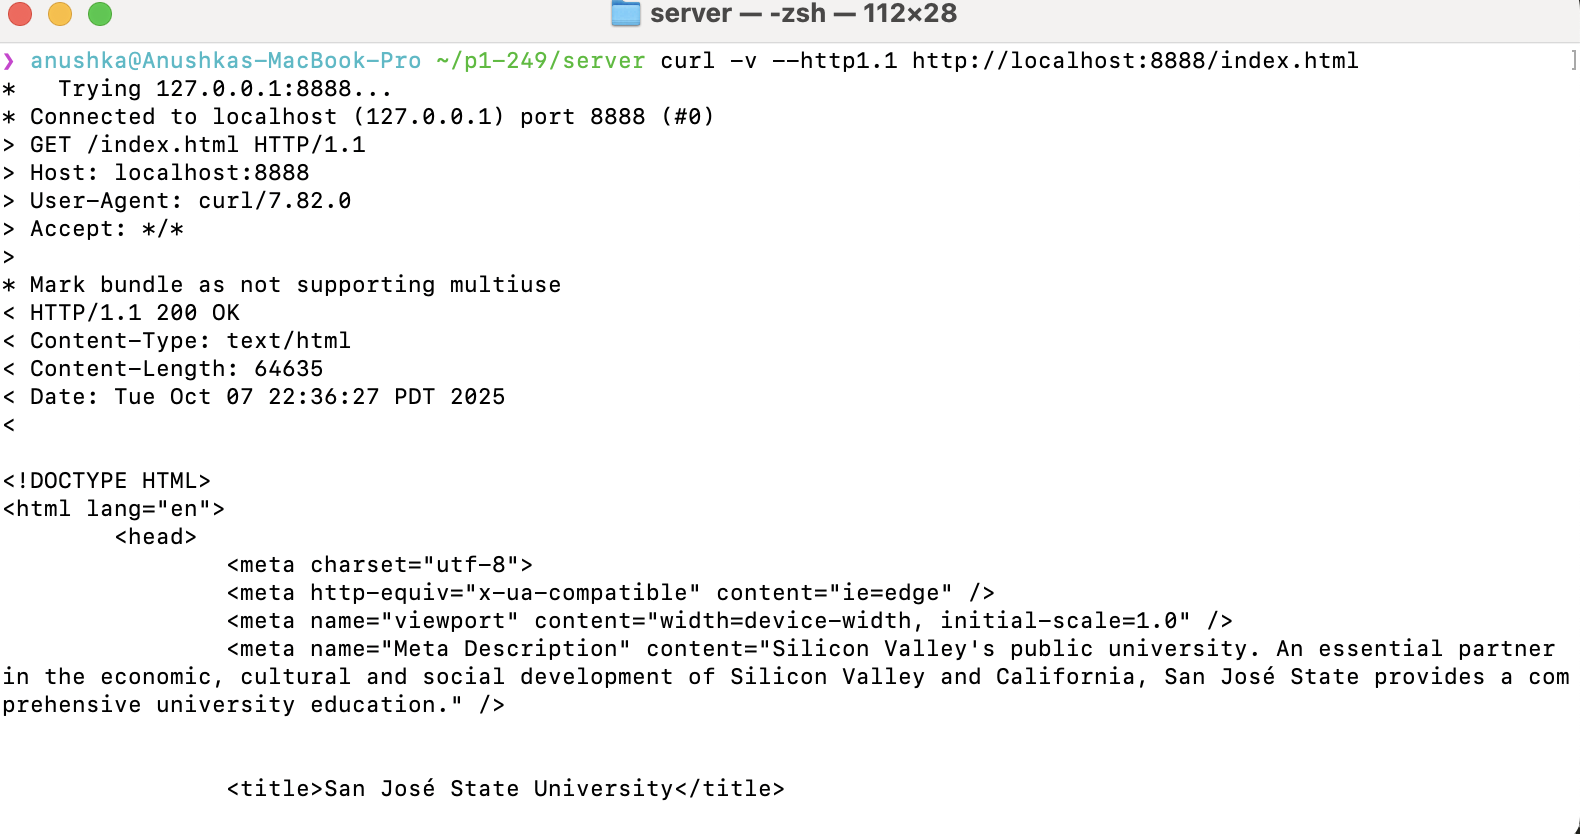 server — -zsh — 112×28
❯ anushka@Anushkas-MacBook-Pro ~/p1-249/server curl -v --http1.1 http://localhost:8888/index.html ]
*   Trying 127.0.0.1:8888...
* Connected to localhost (127.0.0.1) port 8888 (#0)
> GET /index.html HTTP/1.1
> Host: localhost:8888
> User-Agent: curl/7.82.0
> Accept: */*
>
* Mark bundle as not supporting multiuse
< HTTP/1.1 200 OK
< Content-Type: text/html
< Content-Length: 64635
< Date: Tue Oct 07 22:36:27 PDT 2025
<
<!DOCTYPE HTML>
<html lang="en">
        <head>
                <meta charset="utf-8">
                <meta http-equiv="x-ua-compatible" content="ie=edge" />
                <meta name="viewport" content="width=device-width, initial-scale=1.0" />
                <meta name="Meta Description" content="Silicon Valley's public university. An essential partner
in the economic, cultural and social development of Silicon Valley and California, San José State provides a com
prehensive university education." />
                <title>San José State University</title>